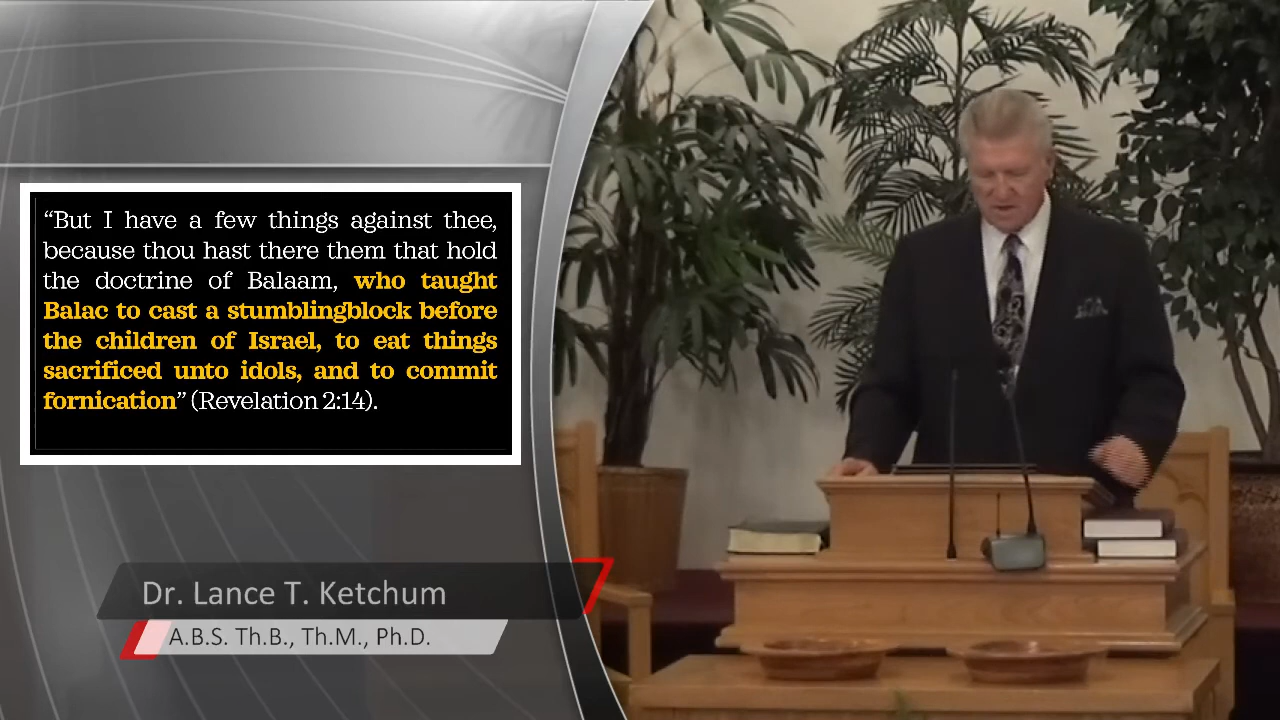 “But I have a few things against thee,
because thou hast there them that hold
the doctrine of Balaam, who taught
Balac to cast a stumblingblock before
the children of Israel, to eat things
sacrificed unto idols, and to commit
fornication” (Revelation 2:14).
Dr. Lance T. Ketchum
A.B.S. Th.B., Th.M., Ph.D.